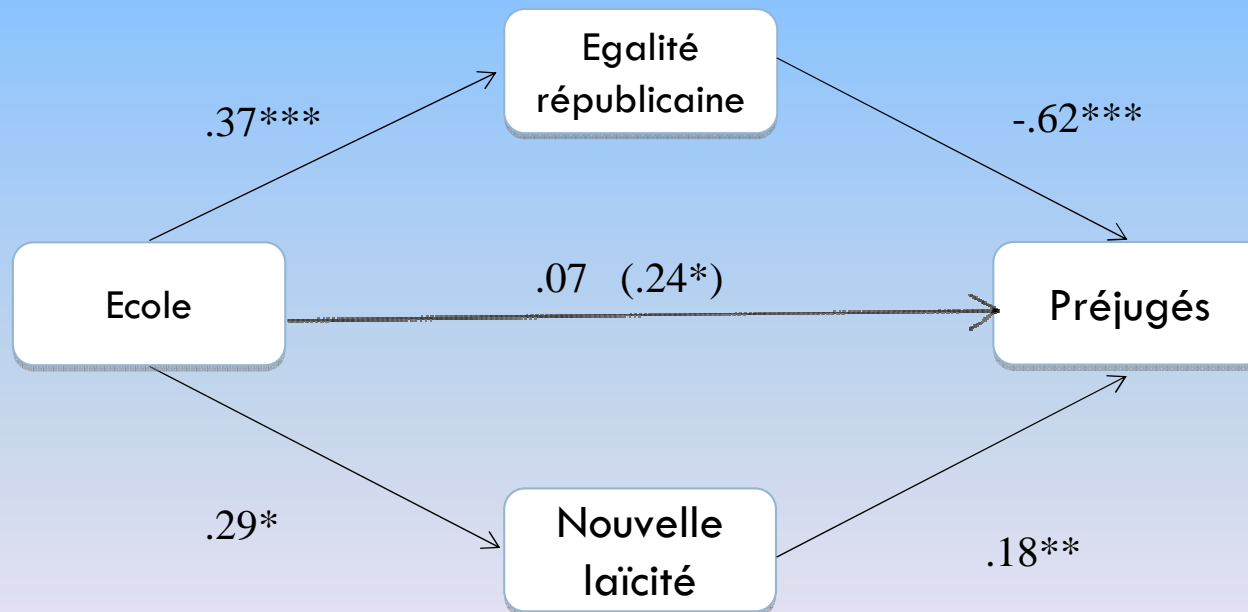 Egalité
républicaine
.37***
-.62***
Ecole
.07 (.24*)
Préjugés
.29*
Nouvelle
laïcité
.18**